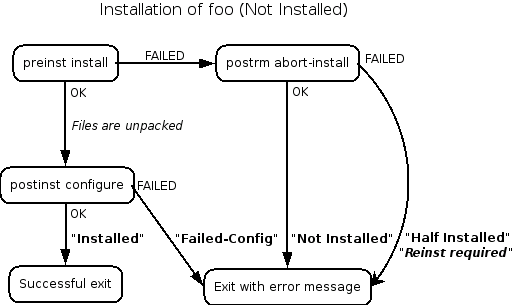 Installation of foo (Not Installed)
preinst install
FAILED
postrm abort-install
FAILED
OK
OK
Files are unpacked
postinst configure
FAILED
OK
"Installed"
"Failed-Config"
"Not Installed"
"Half Installed"
"Reinst required"
Successful exit
Exit with error message